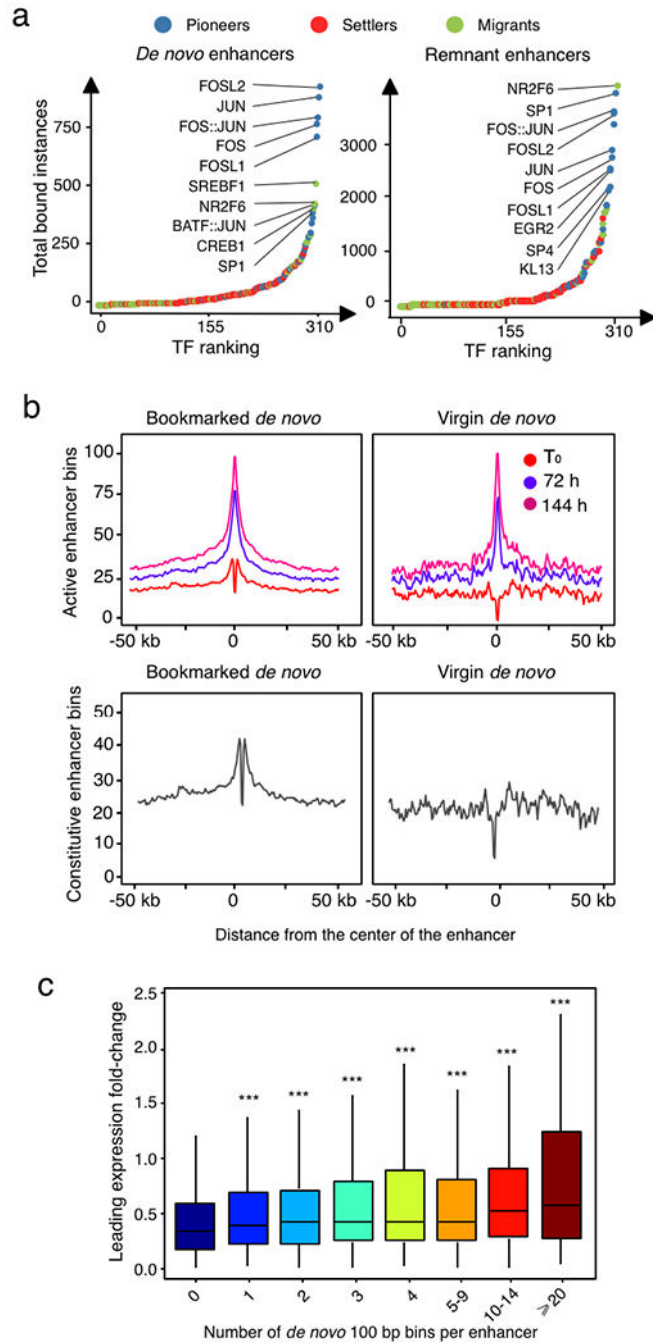 a
Pioneers Settlers Migrants
De novo enhancers
Remnant enhancers
Total bound instances
750
500
250
0
FOSL2
JUN
FOS::JUN
FOS
FOSL1
SREBF1
NR2F6
BATF::JUN
CREB1
SP1
0 155 310
TF ranking
3000
2000
1000
0
NR2F6
SP1
FOS::JUN
FOSL2
JUN
FOS
FOSL1
EGR2
SP4
KL13
0 155 310
TF ranking
b
Bookmarked de novo
Virgin de novo
Active enhancer bins
100
75
50
25
0
T₀
72 h
144 h
-50 kb 0 50 kb
-50 kb 0 50 kb
Bookmarked de novo
Virgin de novo
Constitutive enhancer bins
50
40
30
20
10
0
-50 kb 0 50 kb
-50 kb 0 50 kb
Distance from the center of the enhancer
c
Leading expression fold-change
2.5
2.0
1.5
1.0
0.5
0.0
*** *** *** *** *** *** ***
0 1 2 3 4 5-9 10-14 ⩾20
Number of de novo 100 bp bins per enhancer